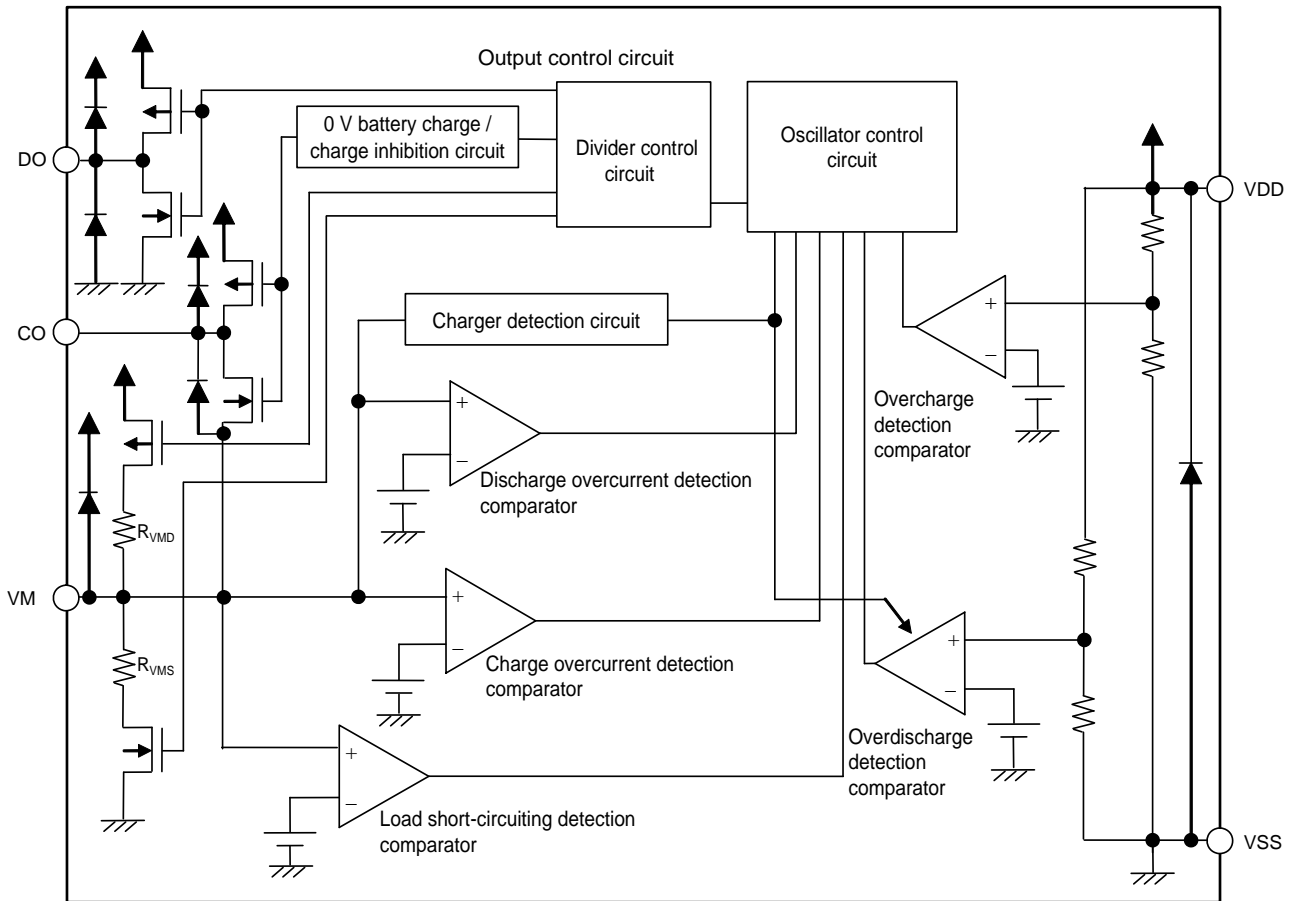 Output control circuit
0 V battery charge /
charge inhibition circuit
Divider control
circuit
Oscillator control
circuit
DO
VDD
CO
Charger detection circuit
+
−
Overcharge
detection
comparator
+
−
Discharge overcurrent detection
comparator
RVMD
VM
+
−
Charge overcurrent detection
comparator
RVMS
+
−
Overdischarge
detection
comparator
+
−
Load short-circuiting detection
comparator
VSS